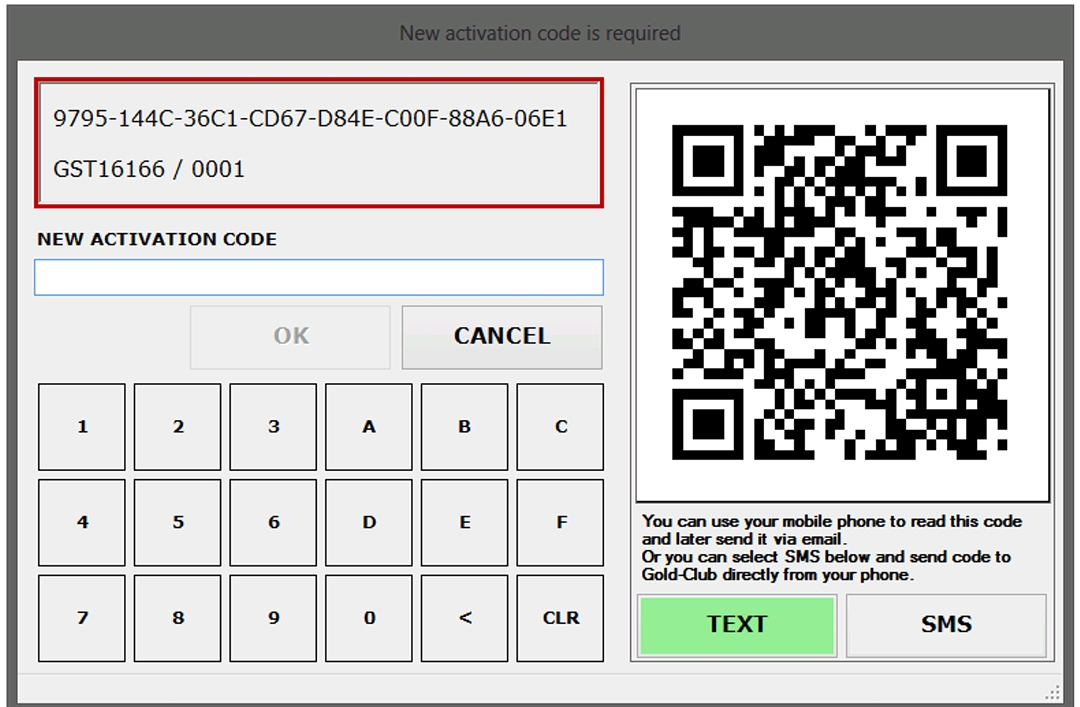 New activation code is required
9795-144C-36C1-CD67-D84E-C00F-88A6-06E1
GST16166 / 0001
NEW ACTIVATION CODE
OK
CANCEL
1 2 3 A B C
4 5 6 D E F
7 8 9 0 < CLR
You can use your mobile phone to read this code
and later send it via email.
Or you can select SMS below and send code to
Gold-Club directly from your phone.
TEXT
SMS